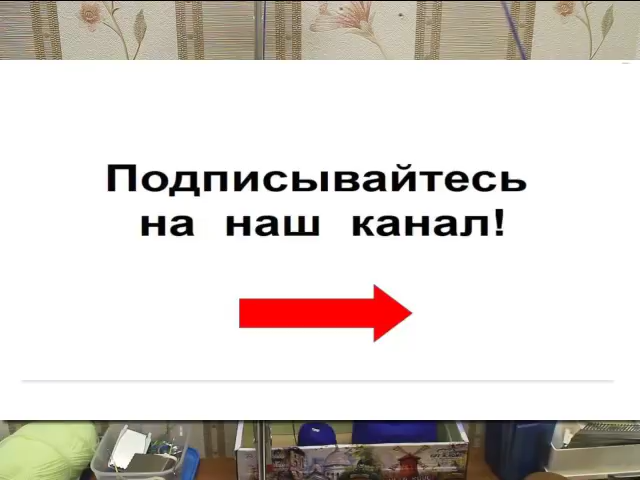 Подписывайтесь
на наш канал!